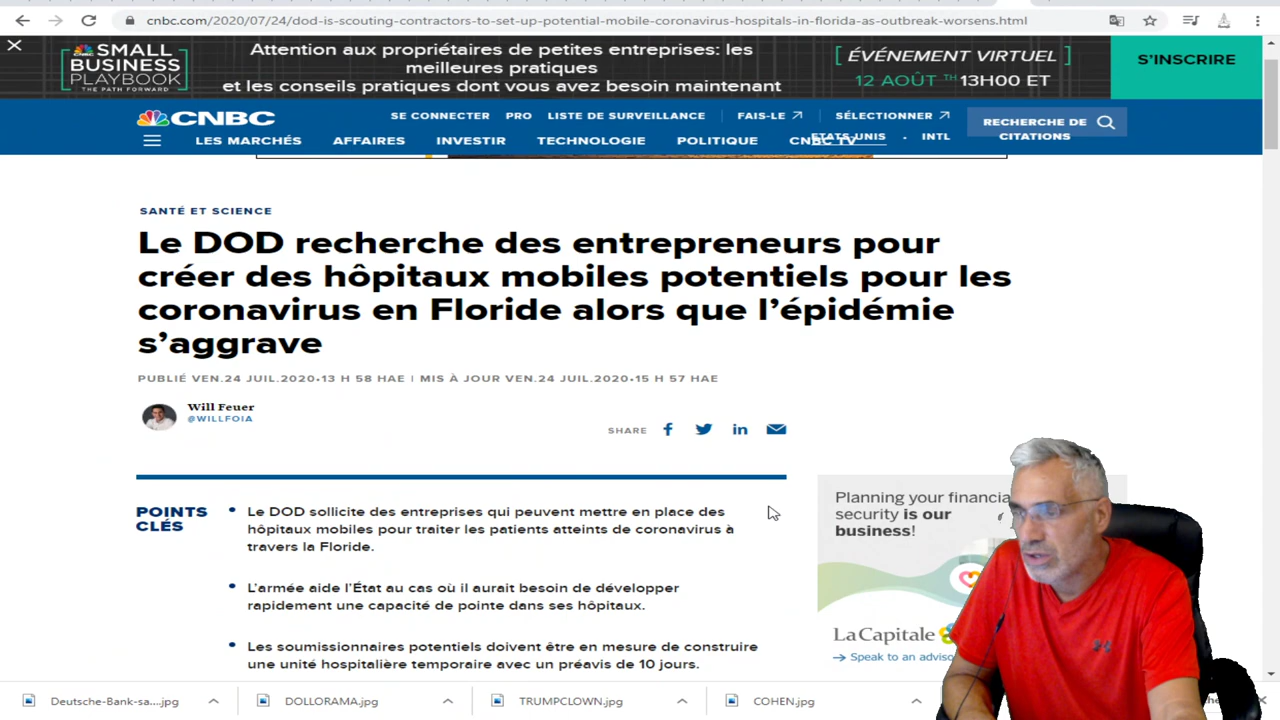 cnbc.com/2020/07/24/dod-is-scouting-contractors-to-set-up-potential-mobile-coronavirus-hospitals-in-florida-as-outbreak-worsens.html
CNBC
SMALL
BUSINESS
PLAYBOOK
THE PATH FORWARD
Attention aux propriétaires de petites entreprises: les
meilleures pratiques
et les conseils pratiques dont vous avez besoin maintenant
[ ÉVÉNEMENT VIRTUEL ]
12 AOÛT TH 13H00 ET
S'INSCRIRE
CNBC
SE CONNECTER
PRO
LISTE DE SURVEILLANCE
FAIS-LE
SÉLECTIONNER
ETATS-UNIS
INTL
RECHERCHE DE
CITATIONS
LES MARCHÉS
AFFAIRES
INVESTIR
TECHNOLOGIE
POLITIQUE
CNBC TV
SANTÉ ET SCIENCE
Le DOD recherche des entrepreneurs pour
créer des hôpitaux mobiles potentiels pour les
coronavirus en Floride alors que l'épidémie
s'aggrave
PUBLIÉ VEN.24 JUIL.2020•13 H 58 HAE | MIS À JOUR VEN.24 JUIL.2020•15 H 57 HAE
Will Feuer
@WILLFOIA
SHARE
POINTS
CLÉS
• Le DOD sollicite des entreprises qui peuvent mettre en place des
hôpitaux mobiles pour traiter les patients atteints de coronavirus à
travers la Floride.
• L'armée aide l'État au cas où il aurait besoin de développer
rapidement une capacité de pointe dans ses hôpitaux.
• Les soumissionnaires potentiels doivent être en mesure de construire
une unité hospitalière temporaire avec un préavis de 10 jours.
Planning your financial
security is our
business!
La Capitale
Speak to an
Deutsche-Bank-sa....jpg
DOLLORAMA.jpg
TRUMPCLOWN.jpg
COHEN.jpg